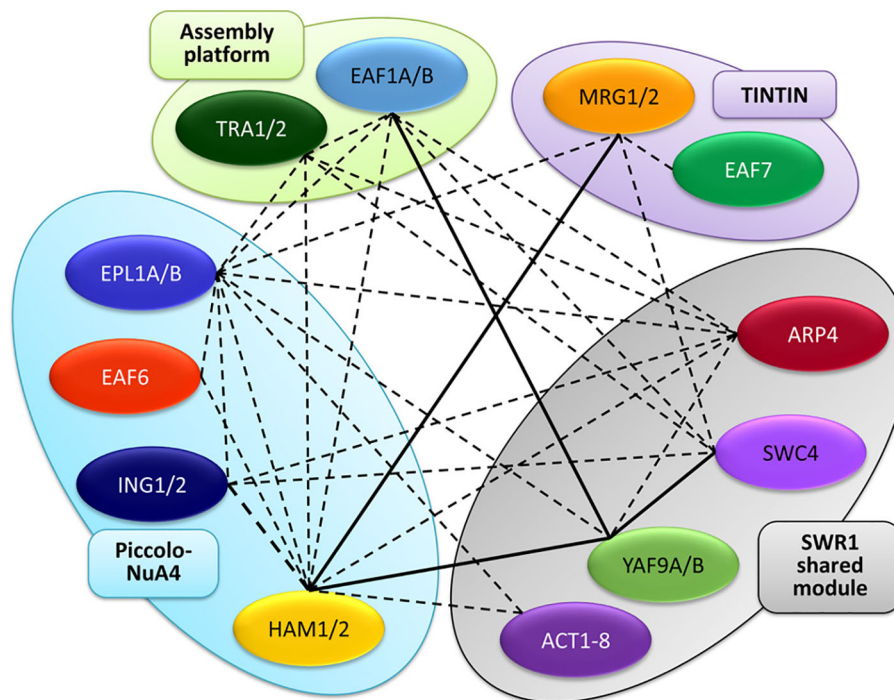 Assembly
platform
EAF1A/B
TRA1/2
MRG1/2
TINTIN
EAF7
EPL1A/B
EAF6
ING1/2
Piccolo-
NuA4
HAM1/2
ARP4
SWC4
YAF9A/B
ACT1-8
SWR1
shared
module